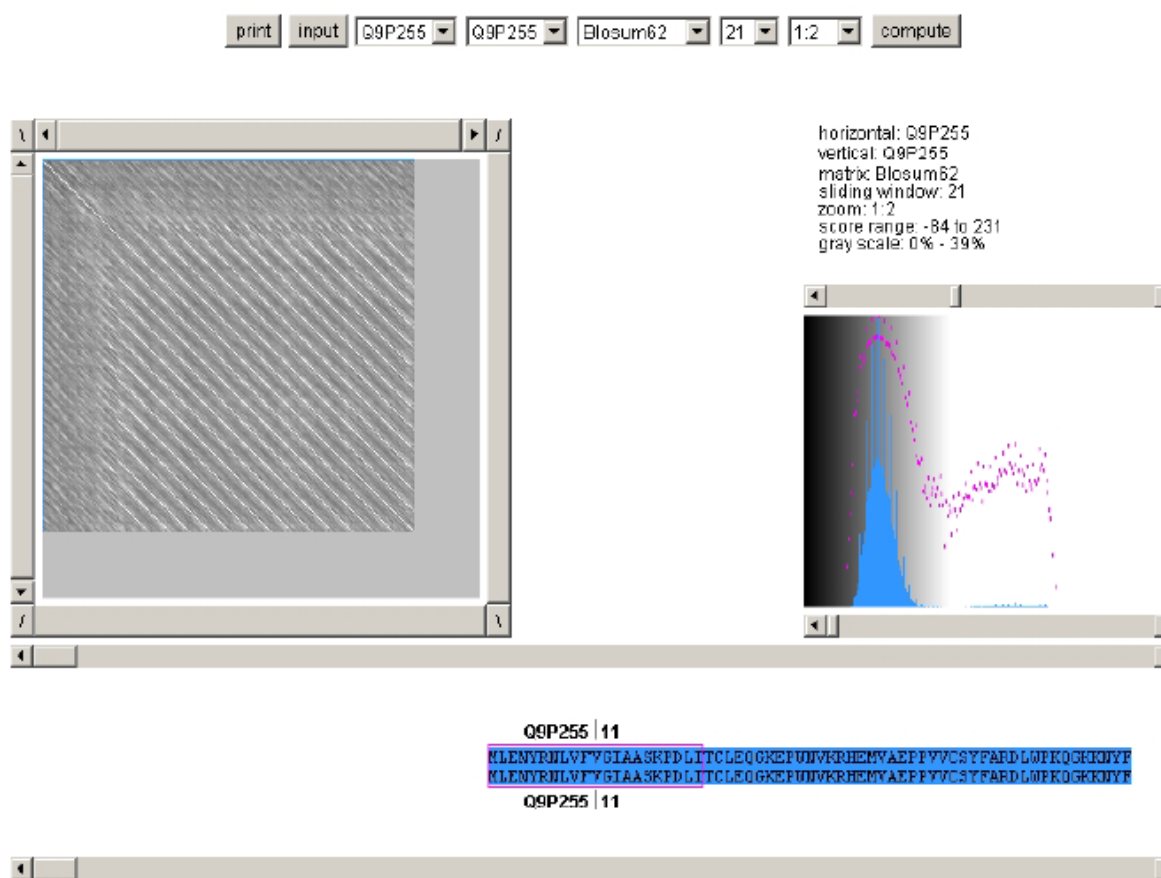 print input Q9P255 Q9P255 Blosum62 21 1:2 compute
horizontal: Q9P255
vertical: Q9P255
matrix: Blosum62
sliding window: 21
zoom: 1:2
score range: -84 to 231
gray scale: 0% - 39%
Q9P255 11
MLENYRNLVFVGIAASKPDLITCLEQGKEPWNVKRHEMVAEPPVVCSYFARDLWPKQGKKNYF
MLENYRNLVFVGIAASKPDLITCLEQGKEPWNVKRHEMVAEPPVVCSYFARDLWPKQGKKNYF
Q9P255 11